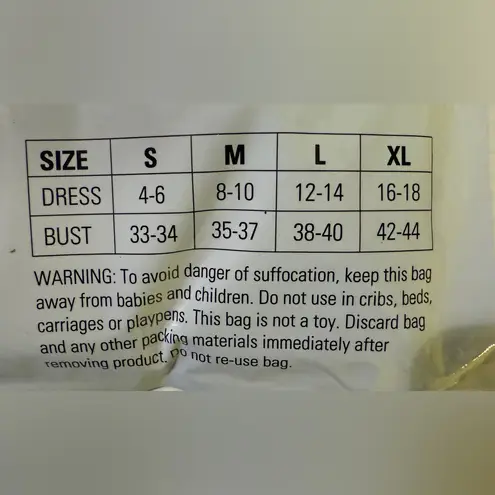 SIZE S M L XL
DRESS 4-6 8-10 12-14 16-18
BUST 33-34 35-37 38-40 42-44
WARNING: To avoid danger of suffocation, keep this bag
away from babies and children. Do not use in cribs, beds,
carriages or playpens. This bag is not a toy. Discard bag
and any other packing materials immediately after
removing product. Do not re-use bag.